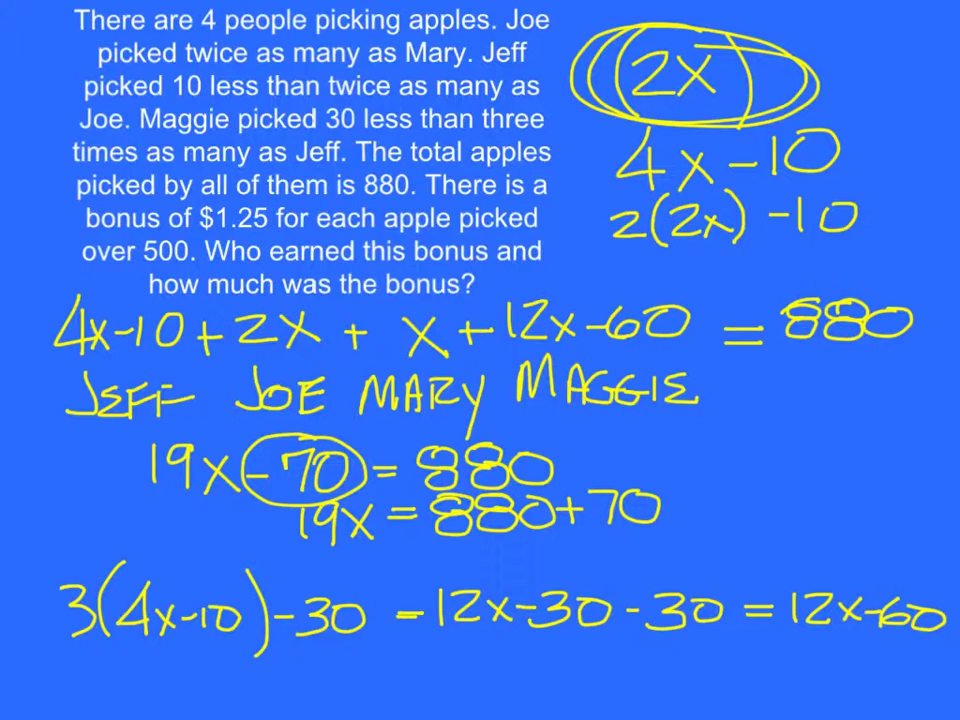 There are 4 people picking apples. Joe
picked twice as many as Mary. Jeff
picked 10 less than twice as many as
Joe. Maggie picked 30 less than three
times as many as Jeff. The total apples
picked by all of them is 880. There is a
bonus of $1.25 for each apple picked
over 500. Who earned this bonus and
how much was the bonus?
(2x)
4x-10
2(2x) -10
4x-10 + 2x + x + 12x-60 = 880
JEFF JOE MARY MAGGIE
19x-70 = 880
19x = 880+70
3(4x-10)-30 = 12x-30-30 = 12x-60